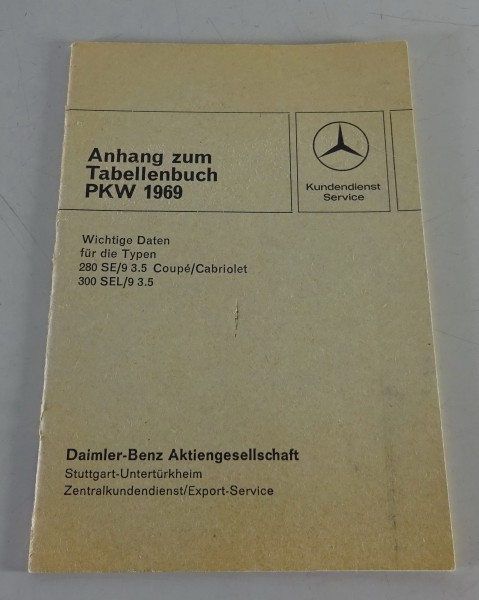 Anhang zum
Tabellenbuch
PKW 1969
Kundendienst
Service
Wichtige Daten
für die Typen
280 SE/9 3.5 Coupé/Cabriolet
300 SEL/9 3.5
Daimler-Benz Aktiengesellschaft
Stuttgart-Untertürkheim
Zentralkundendienst/Export-Service